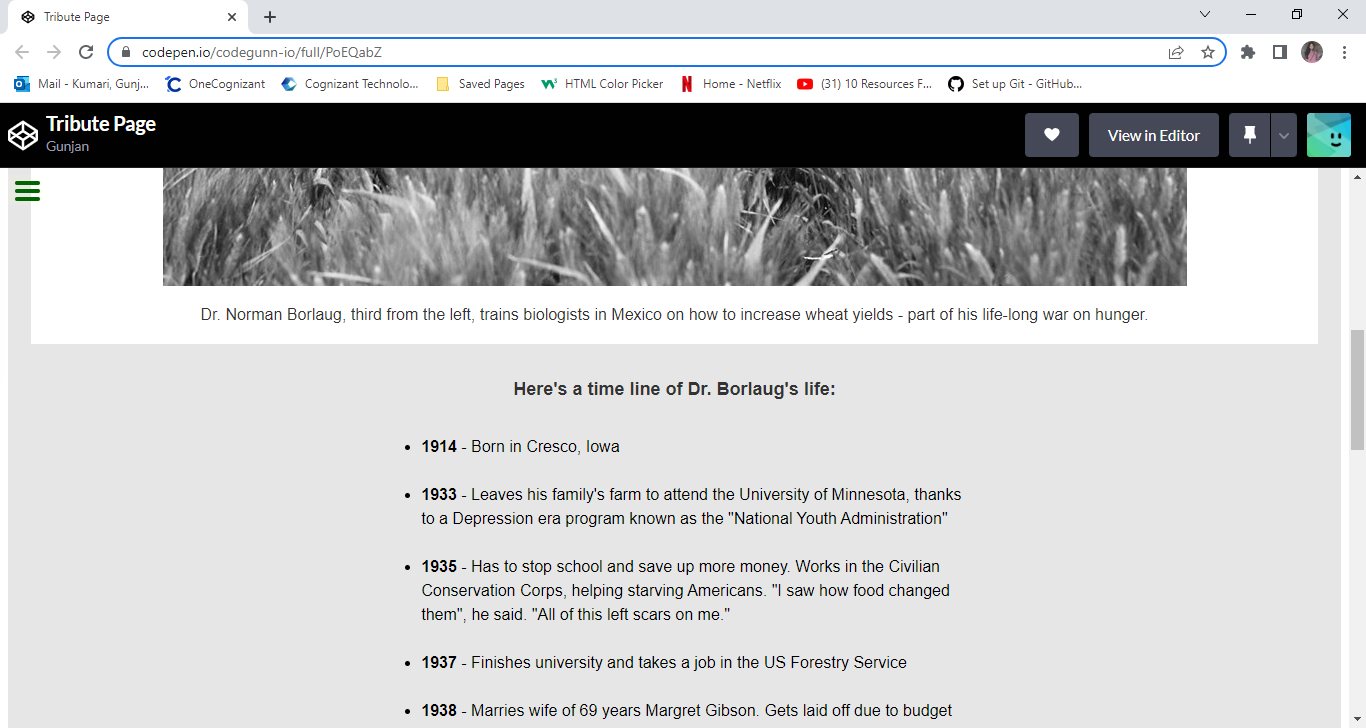 Tribute Page
codepen.io/codegunn-io/full/PoEQabZ
Mail - Kumari, Gunj... OneCognizant Cognizant Technolo... Saved Pages HTML Color Picker Home - Netflix (31) 10 Resources F... Set up Git - GitHub...
Tribute Page
Gunjan
View in Editor
Dr. Norman Borlaug, third from the left, trains biologists in Mexico on how to increase wheat yields - part of his life-long war on hunger.
Here's a time line of Dr. Borlaug's life:
• 1914 - Born in Cresco, Iowa
• 1933 - Leaves his family's farm to attend the University of Minnesota, thanks
to a Depression era program known as the "National Youth Administration"
• 1935 - Has to stop school and save up more money. Works in the Civilian
Conservation Corps, helping starving Americans. "I saw how food changed
them", he said. "All of this left scars on me."
• 1937 - Finishes university and takes a job in the US Forestry Service
• 1938 - Marries wife of 69 years Margret Gibson. Gets laid off due to budget